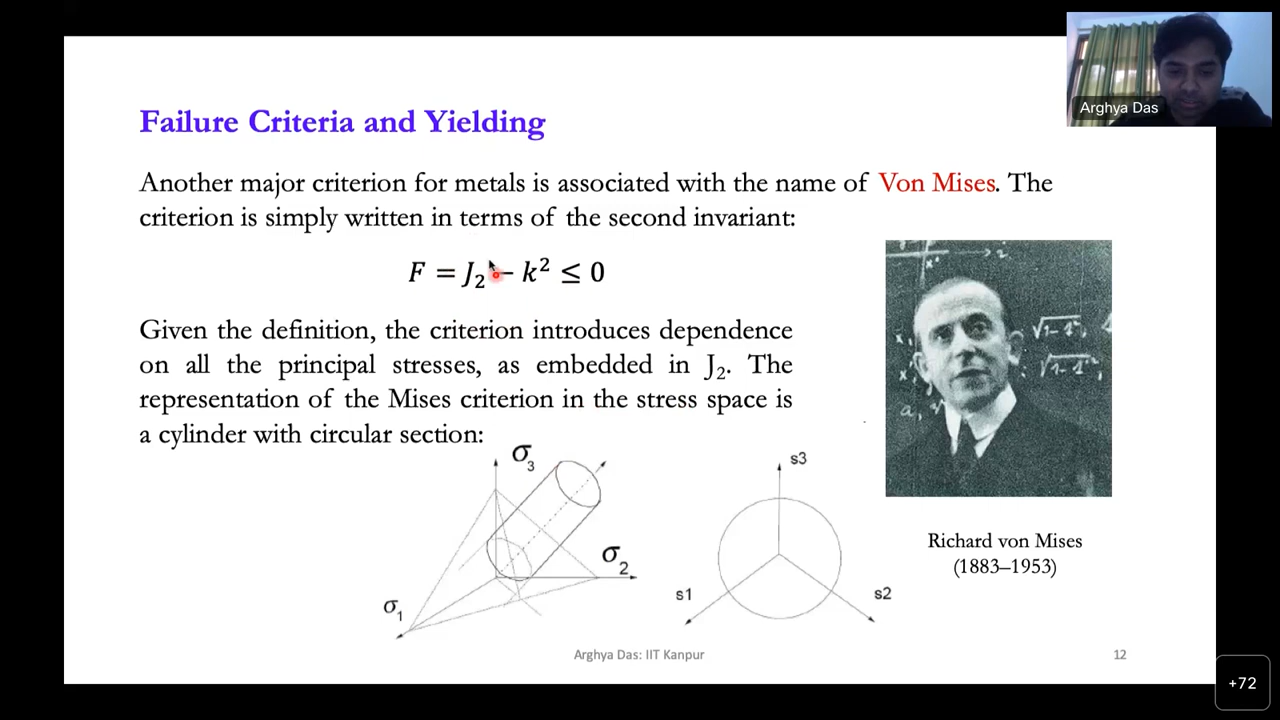 Arghya Das
Failure Criteria and Yielding
Another major criterion for metals is associated with the name of Von Mises. The
criterion is simply written in terms of the second invariant:
F = J₂ − k² ≤ 0
Given the definition, the criterion introduces dependence
on all the principal stresses, as embedded in J₂. The
representation of the Mises criterion in the stress space is
a cylinder with circular section:
σ₃
σ₂
σ₁
s3
s1
s2
Richard von Mises
(1883–1953)
Arghya Das: IIT Kanpur
12
+72